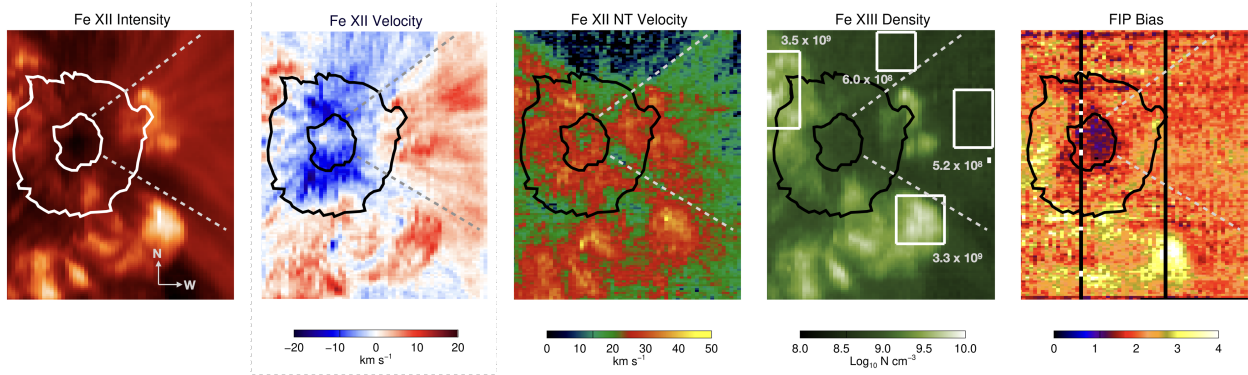 Fe XII Intensity
Fe XII Velocity
Fe XII NT Velocity
Fe XIII Density
FIP Bias
3.5 x 10⁹
6.0 x 10⁸
5.2 x 10⁸
3.3 x 10⁹
N
W
−20 −10 0 10 20
km s⁻¹
0 10 20 30 40 50
km s⁻¹
8.0 8.5 9.0 9.5 10.0
Log₁₀ N cm⁻³
0 1 2 3 4